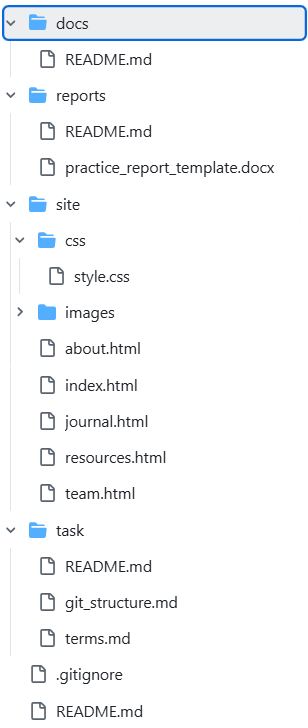 docs
README.md
reports
README.md
practice_report_template.docx
site
css
style.css
images
about.html
index.html
journal.html
resources.html
team.html
task
README.md
git_structure.md
terms.md
.gitignore
README.md